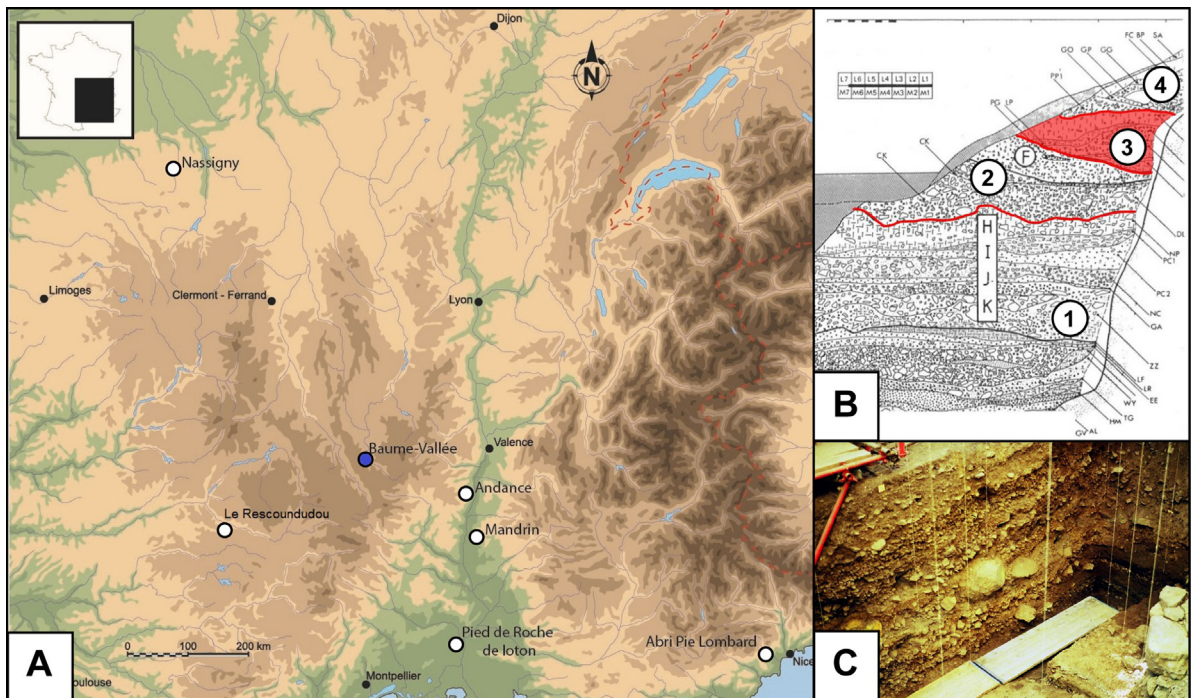 Dijon
N
Nassigny
Limoges
Clermont - Ferrand
Lyon
Baume-Vallée
Valence
Andance
Le Rescoundudou
Mandrin
0 100 200 km
Pied de Roche
de loton
Abri Pie Lombard
Nice
Montpellier
oulouse
A
FC BP SA
GO GP GG
L7 L6 L5 L4 L3 L2 L1
M7 M6 M5 M4 M3 M2 M1
PP1
PG LP
4
3
F
CK CK
2
H
I
J
K
DL
NP
PC1
PC2
NC
GA
1
ZZ
LF
LR
EE
WY
TG
HM
GV AL
B
C